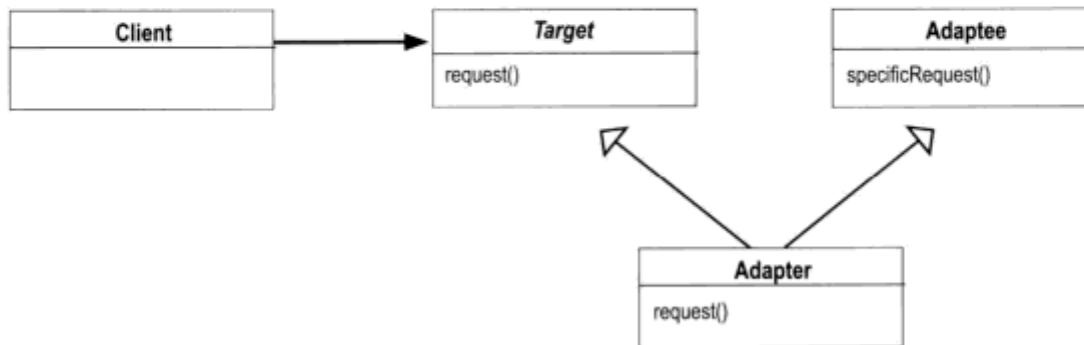 Client
Target
request()
Adaptee
specificRequest()
Adapter
request()